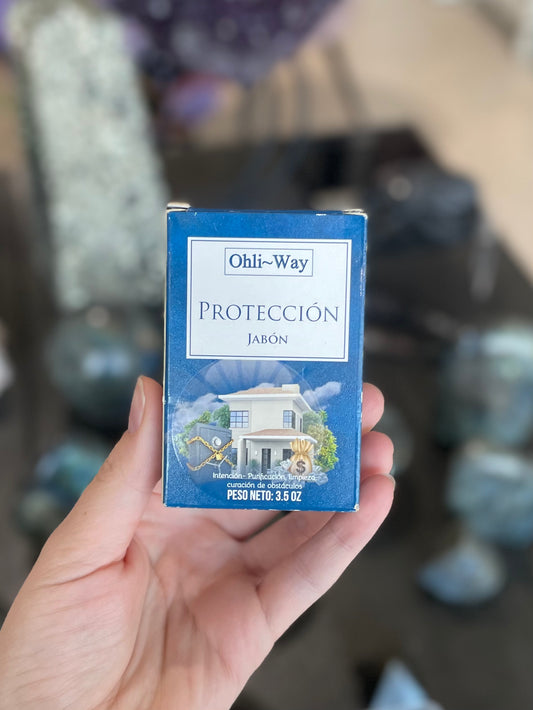 Ohli~Way
PROTECCIÓN
JABÓN
$
Intención- Purificación, limpieza
curación de obstáculos
PESO NETO: 3.5 OZ